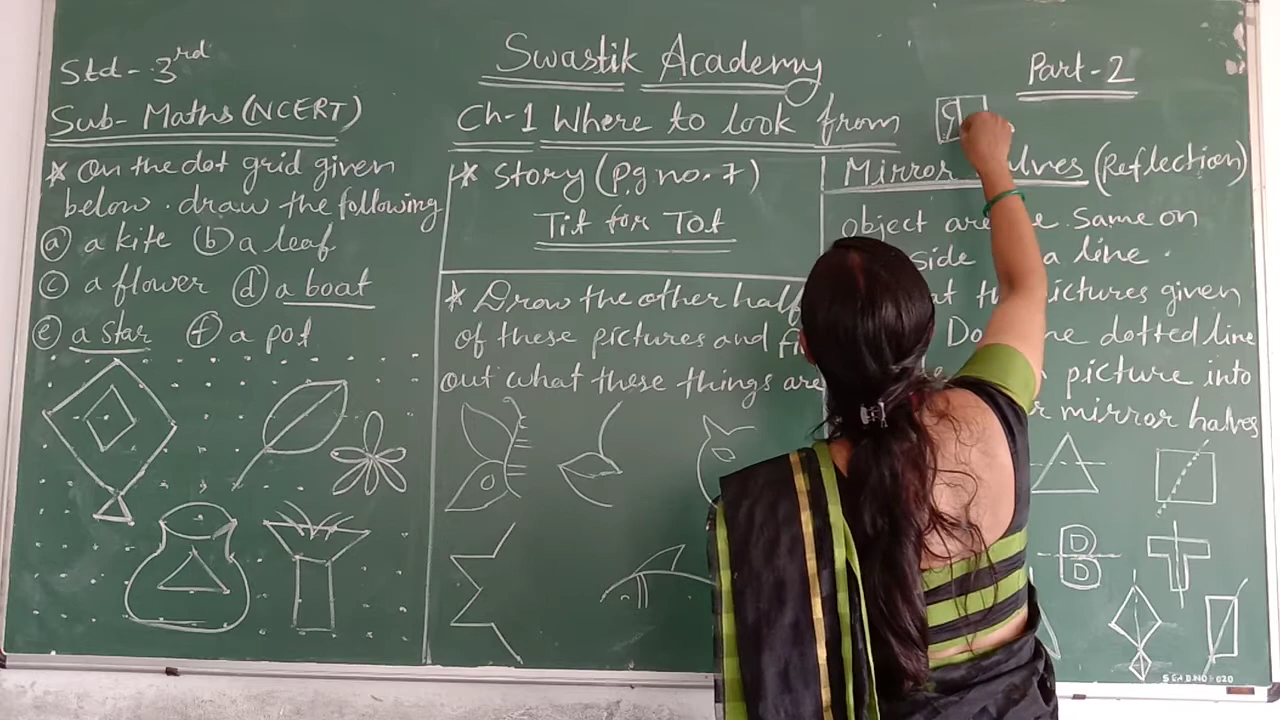 Std - 3rd
Swastik Academy
Part - 2
Sub - Maths (NCERT)
Ch-1 Where to look from
* On the dot grid given
below. draw the following
(a) a kite (b) a leaf
(c) a flower (d) a boat
(e) a star (f) a pot
* Story (Pg no. 7)
Tit for Tot
* Draw the other half
of these pictures and
out what these things are
Mirror (Reflection)
object are same on
side a line.
pictures given
Do dotted line
picture into
mirror halves